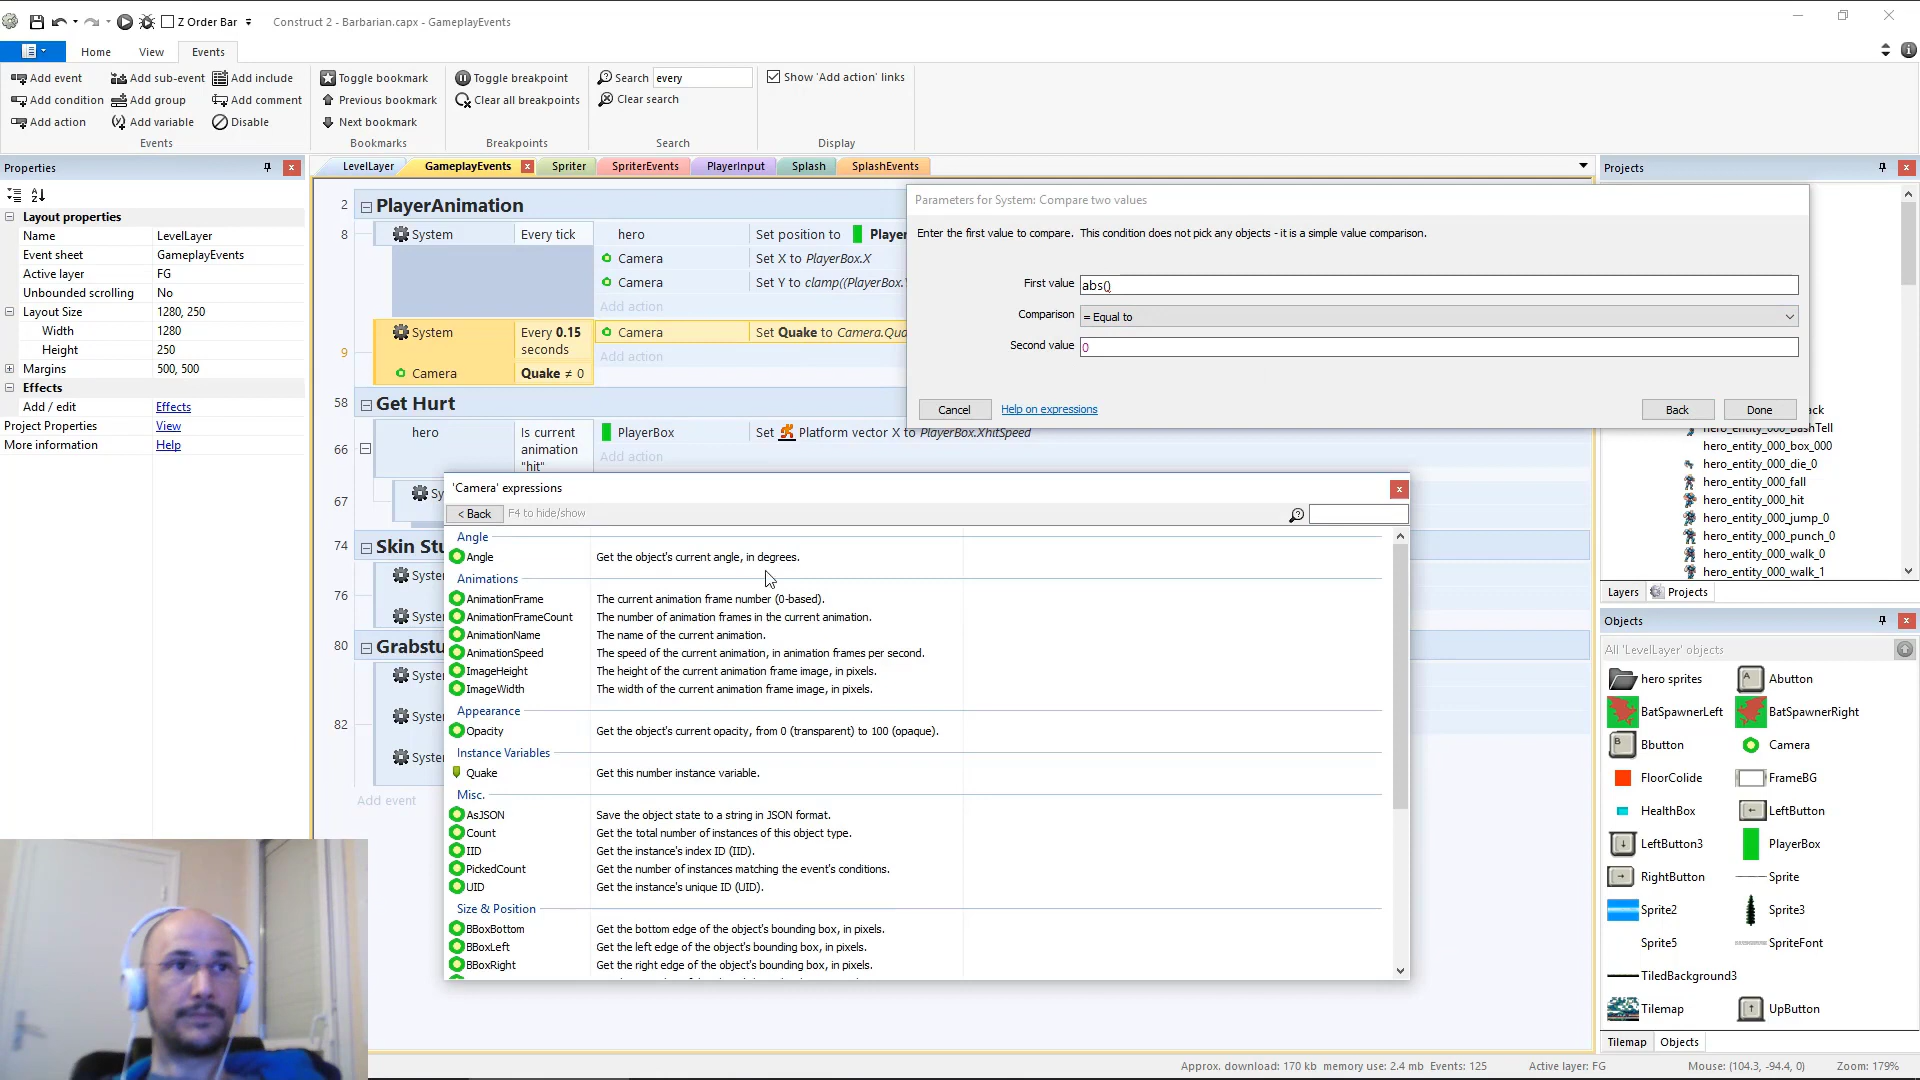 Z Order Bar
Construct 2 - Barbarian.capx - GameplayEvents
Home
View
Events
Add event
Add sub-event
Add include
Add condition
Add group
Add comment
Add action
Add variable
Disable
Events
Toggle bookmark
Previous bookmark
Next bookmark
Bookmarks
Toggle breakpoint
Clear all breakpoints
Breakpoints
Search
every
Clear search
Search
Show 'Add action' links
Display
Properties
Layout properties
Name
LevelLayer
Event sheet
GameplayEvents
Active layer
FG
Unbounded scrolling
No
Layout Size
1280, 250
Width
1280
Height
250
Margins
500, 500
Effects
Add / edit
Effects
Project Properties
View
More information
Help
LevelLayer
GameplayEvents
Spriter
SpriterEvents
PlayerInput
Splash
SplashEvents
2
PlayerAnimation
8
System
Every tick
hero
Set position to
Camera
Set X to PlayerBox.X
Camera
Add action
9
System
Every 0.15
seconds
Camera
Quake ≠ 0
Camera
Add action
58
Get Hurt
66
hero
Is current
animation
"hit"
PlayerBox
Set
Platform vector X to PlayerBox.XhitSpeed
Add action
67
74
76
80
82
Add event
Parameters for System: Compare two values
Enter the first value to compare. This condition does not pick any objects - it is a simple value comparison.
First value
abs()
Comparison
= Equal to
Second value
0
Cancel
Help on expressions
Back
Done
'Camera' expressions
< Back
F4 to hide/show
Angle
Angle
Get the object's current angle, in degrees.
Animations
AnimationFrame
The current animation frame number (0-based).
AnimationFrameCount
The number of animation frames in the current animation.
AnimationName
The name of the current animation.
AnimationSpeed
The speed of the current animation, in animation frames per second.
ImageHeight
The height of the current animation frame image, in pixels.
ImageWidth
The width of the current animation frame image, in pixels.
Appearance
Opacity
Get the object's current opacity, from 0 (transparent) to 100 (opaque).
Instance Variables
Quake
Get this number instance variable.
Misc.
AsJSON
Save the object state to a string in JSON format.
Count
Get the total number of instances of this object type.
IID
Get the instance's index ID (IID).
PickedCount
Get the number of instances matching the event's conditions.
UID
Get the instance's unique ID (UID).
Size & Position
BBoxBottom
Get the bottom edge of the object's bounding box, in pixels.
BBoxLeft
Get the left edge of the object's bounding box, in pixels.
BBoxRight
Get the right edge of the object's bounding box, in pixels.
Projects
hero_entity_000_bashTell
hero_entity_000_box_000
hero_entity_000_die_0
hero_entity_000_fall
hero_entity_000_hit
hero_entity_000_jump_0
hero_entity_000_punch_0
hero_entity_000_walk_0
hero_entity_000_walk_1
Layers
Projects
Objects
All 'LevelLayer' objects
hero sprites
Abutton
BatSpawnerLeft
BatSpawnerRight
Bbutton
Camera
FloorColide
FrameBG
HealthBox
LeftButton
LeftButton3
PlayerBox
RightButton
Sprite
Sprite2
Sprite3
Sprite5
SpriteFont
TiledBackground3
Tilemap
UpButton
Tilemap
Objects
Approx. download: 170 kb
memory use: 2.4 mb
Events: 125
Active layer: FG
Mouse: (104.3, -94.4, 0)
Zoom: 179%